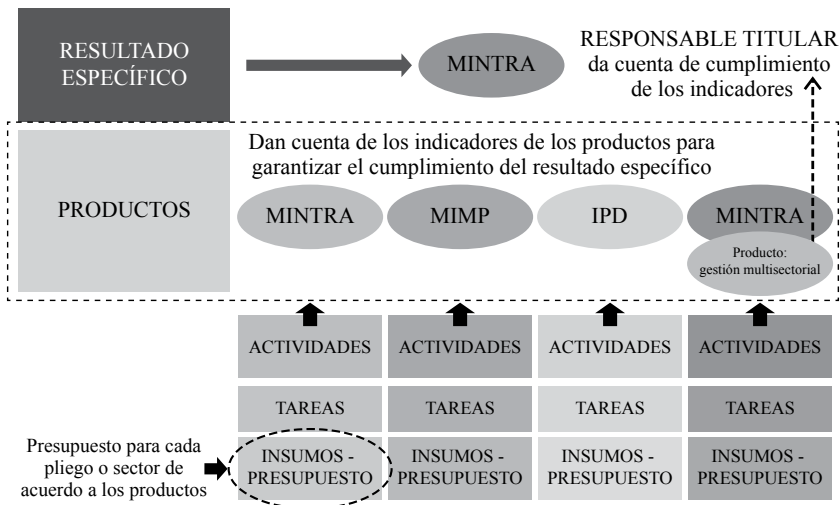 RESULTADO
ESPECÍFICO
MINTRA
RESPONSABLE TITULAR
da cuenta de cumplimiento
de los indicadores
Dan cuenta de los indicadores de los productos para
garantizar el cumplimiento del resultado específico
PRODUCTOS
MINTRA
MIMP
IPD
MINTRA
Producto:
gestión multisectorial
ACTIVIDADES
ACTIVIDADES
ACTIVIDADES
ACTIVIDADES
TAREAS
TAREAS
TAREAS
TAREAS
Presupuesto para cada
pliego o sector de
acuerdo a los productos
INSUMOS -
PRESUPUESTO
INSUMOS -
PRESUPUESTO
INSUMOS -
PRESUPUESTO
INSUMOS -
PRESUPUESTO